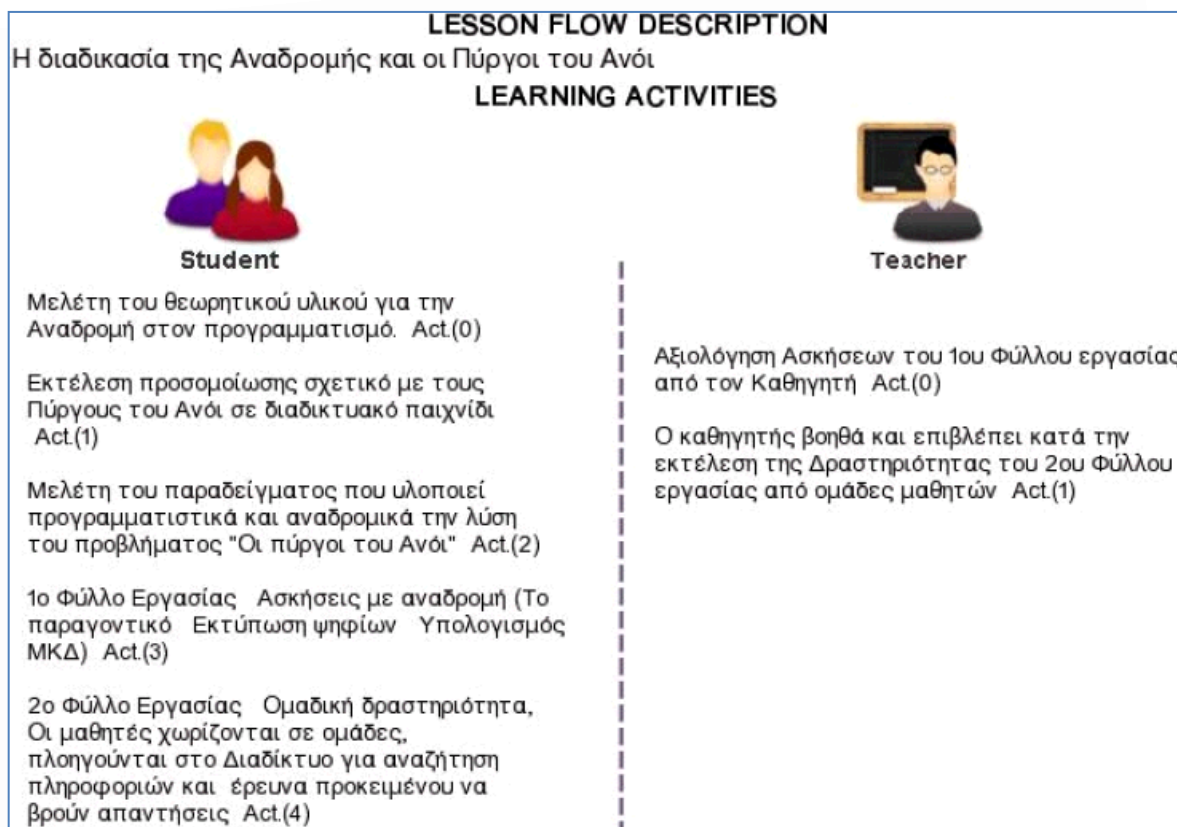 LESSON FLOW DESCRIPTION
Η διαδικασία της Αναδρομής και οι Πύργοι του Ανόι
LEARNING ACTIVITIES
Student
Μελέτη του θεωρητικού υλικού για την
Αναδρομή στον προγραμματισμό. Act.(0)
Εκτέλεση προσομοίωσης σχετικό με τους
Πύργους του Ανόι σε διαδικτυακό παιχνίδι
Act.(1)
Μελέτη του παραδείγματος που υλοποιεί
προγραμματιστικά και αναδρομικά την λύση
του προβλήματος "Οι πύργοι του Ανόι" Act.(2)
1ο Φύλλο Εργασίας Ασκήσεις με αναδρομή (Το
παραγοντικό Εκτύπωση ψηφίων Υπολογισμός
ΜΚΔ) Act.(3)
2ο Φύλλο Εργασίας Ομαδική δραστηριότητα,
Οι μαθητές χωρίζονται σε ομάδες,
πλοηγούνται στο Διαδίκτυο για αναζήτηση
πληροφοριών και έρευνα προκειμένου να
βρούν απαντήσεις Act.(4)
Teacher
Αξιολόγηση Ασκήσεων του 1ου Φύλλου εργασίας
από τον Καθηγητή Act.(0)
Ο καθηγητής βοηθά και επιβλέπει κατά την
εκτέλεση της Δραστηριότητας του 2ου Φύλλου
εργασίας από ομάδες μαθητών Act.(1)